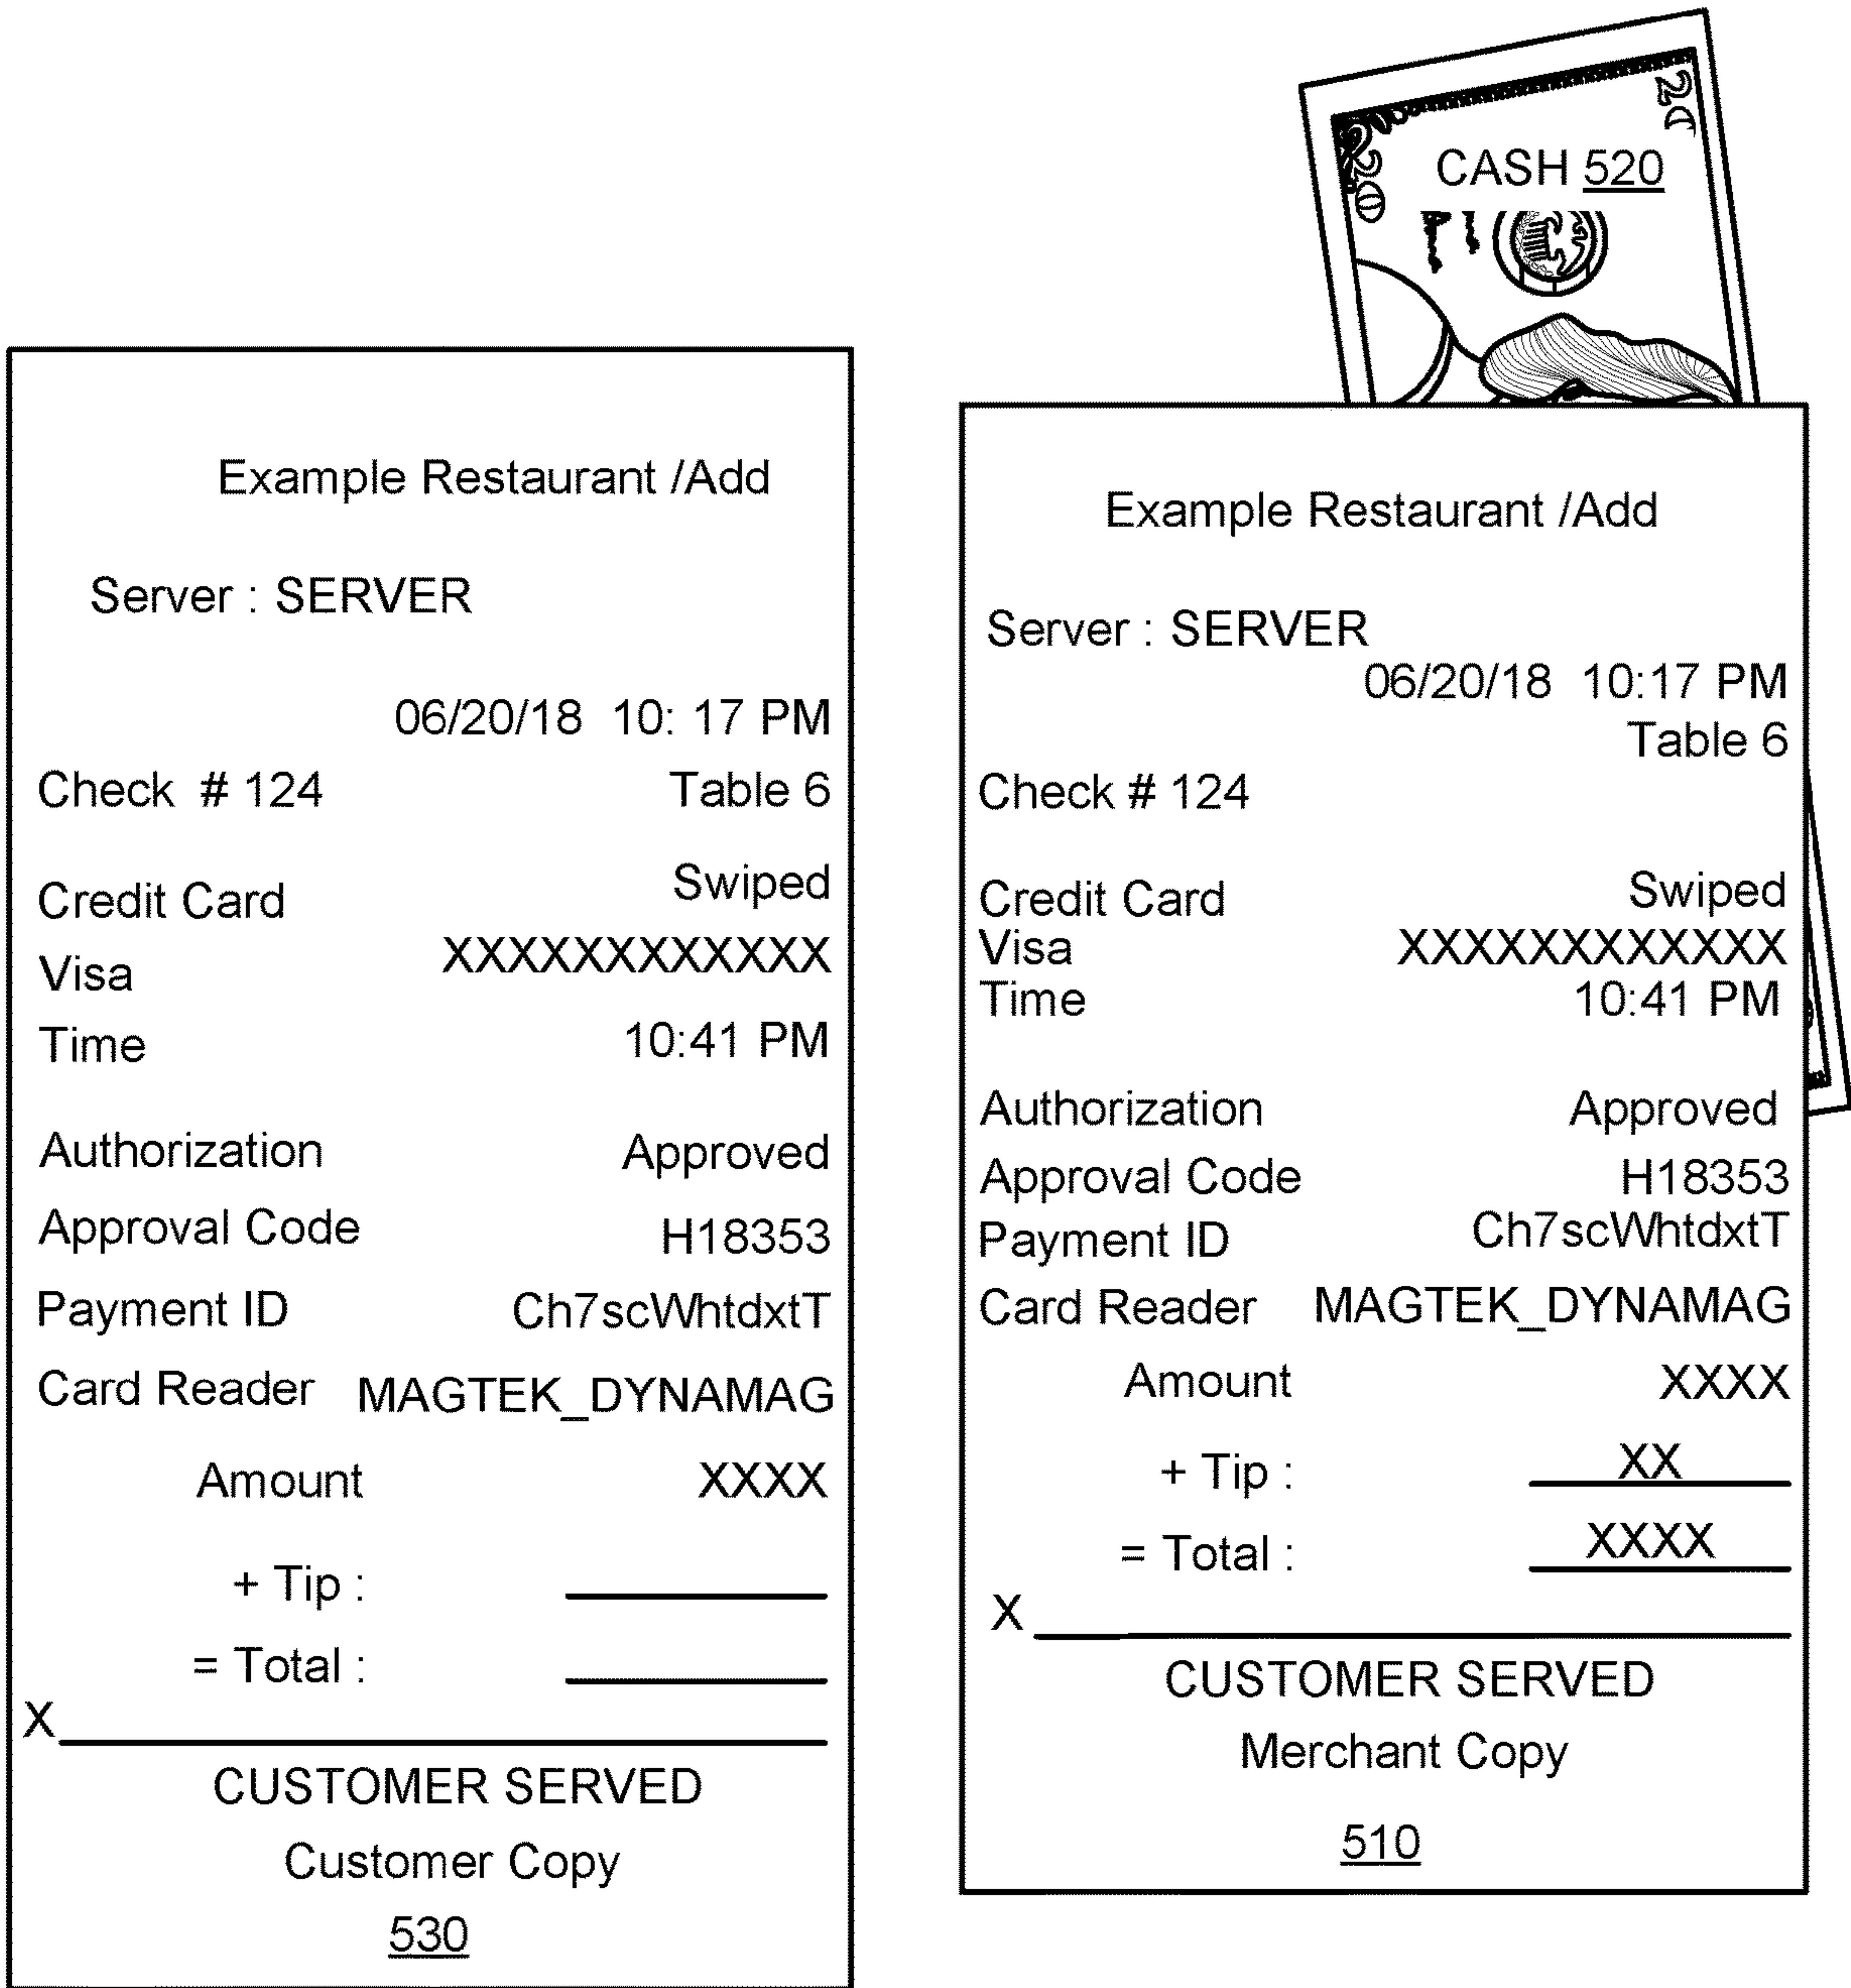 20
20
CASH 520
Example Restaurant /Add
Server : SERVER
06/20/18 10: 17 PM
Check # 124 Table 6
Credit Card Swiped
Visa XXXXXXXXXXXX
Time 10:41 PM
Authorization Approved
Approval Code H18353
Payment ID Ch7scWhtdxtT
Card Reader MAGTEK_DYNAMAG
Amount XXXX
+ Tip :
= Total :
X
CUSTOMER SERVED
Customer Copy
530
Example Restaurant /Add
Server : SERVER
06/20/18 10:17 PM
Table 6
Check # 124
Credit Card Swiped
Visa XXXXXXXXXXXX
Time 10:41 PM
Authorization Approved
Approval Code H18353
Payment ID Ch7scWhtdxtT
Card Reader MAGTEK_DYNAMAG
Amount XXXX
+ Tip : XX
= Total : XXXX
X
CUSTOMER SERVED
Merchant Copy
510